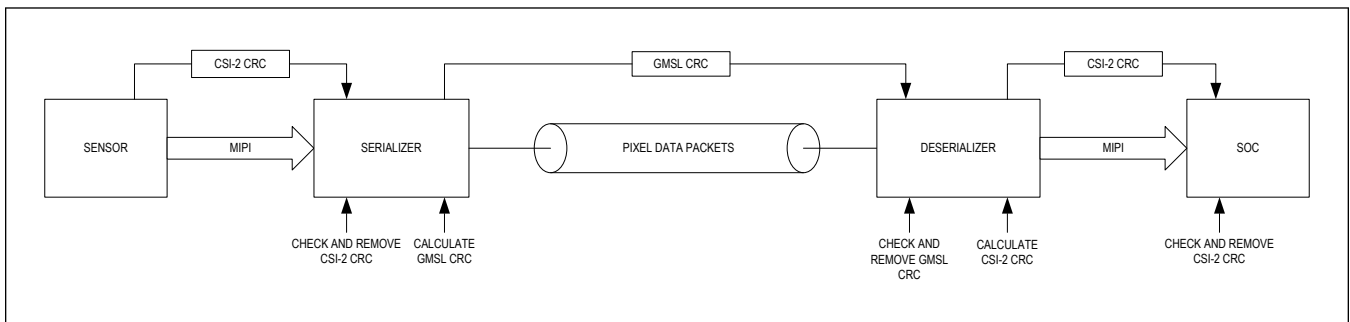 CSI-2 CRC
GMSL CRC
CSI-2 CRC
SENSOR
MIPI
SERIALIZER
PIXEL DATA PACKETS
DESERIALIZER
MIPI
SOC
CHECK AND REMOVE
CSI-2 CRC
CALCULATE
GMSL CRC
CHECK AND
REMOVE GMSL
CRC
CALCULATE
CSI-2 CRC
CHECK AND REMOVE
CSI-2 CRC